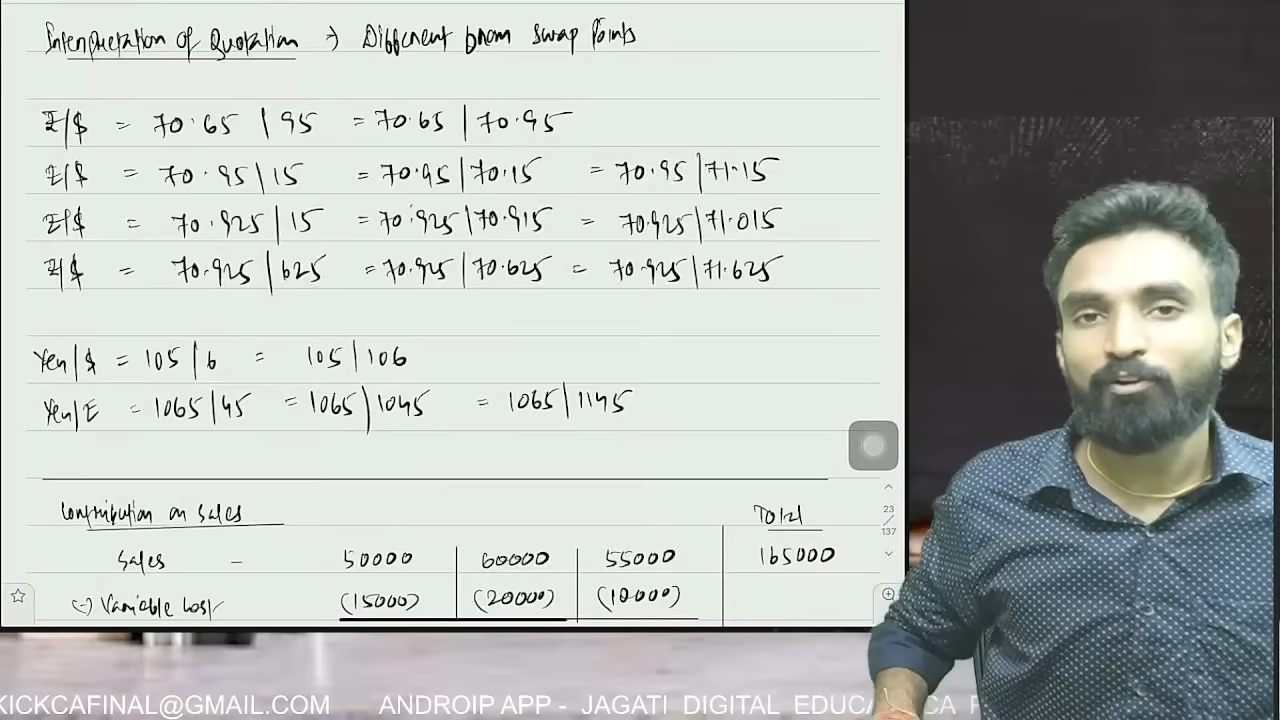 Interpretation of Quotation → Different from Swap Points
₹/$ = 70.65 | 95 = 70.65 | 70.95
₹/$ = 70.95 | 15 = 70.95 | 70.15 = 70.95 | 71.15
₹/$ = 70.925 | 15 = 70.925 | 70.915 = 70.925 | 71.015
₹/$ = 70.925 | 625 = 70.925 | 70.625 = 70.925 | 71.625
Yen/$ = 105 | 6 = 105 | 106
Yen/£ = 1065 | 45 = 1065 | 1045 = 1065 | 1145
Contribution on Sales Total
Sales - 50000 60000 55000 165000
(-) Variable Cost (15000) (20000) (10000)
23
137
KICKCAFINAL@GMAIL.COM ANDROIP APP - JAGATI DIGITAL EDUCA CA